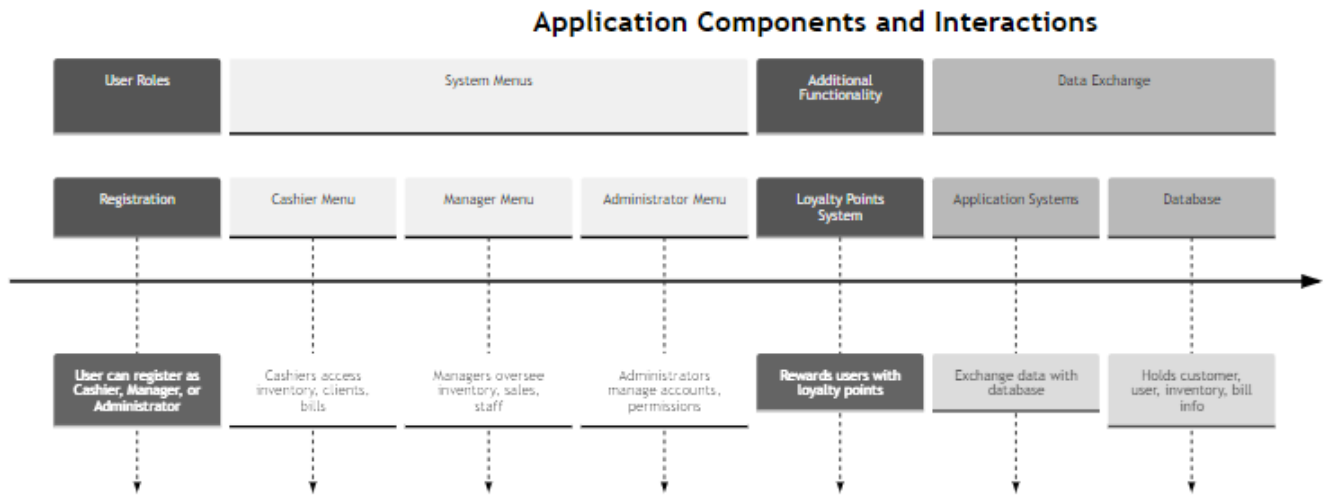 Application Components and Interactions
User Roles
System Menus
Additional
Functionality
Data Exchange
Registration
Cashier Menu
Manager Menu
Administrator Menu
Loyalty Points
System
Application Systems
Database
User can register as
Cashier, Manager, or
Administrator
Cashiers access
inventory, clients,
bills
Managers oversee
inventory, sales,
staff
Administrators
manage accounts,
permissions
Rewards users with
loyalty points
Exchange data with
database
Holds customer,
user, inventory, bill
info